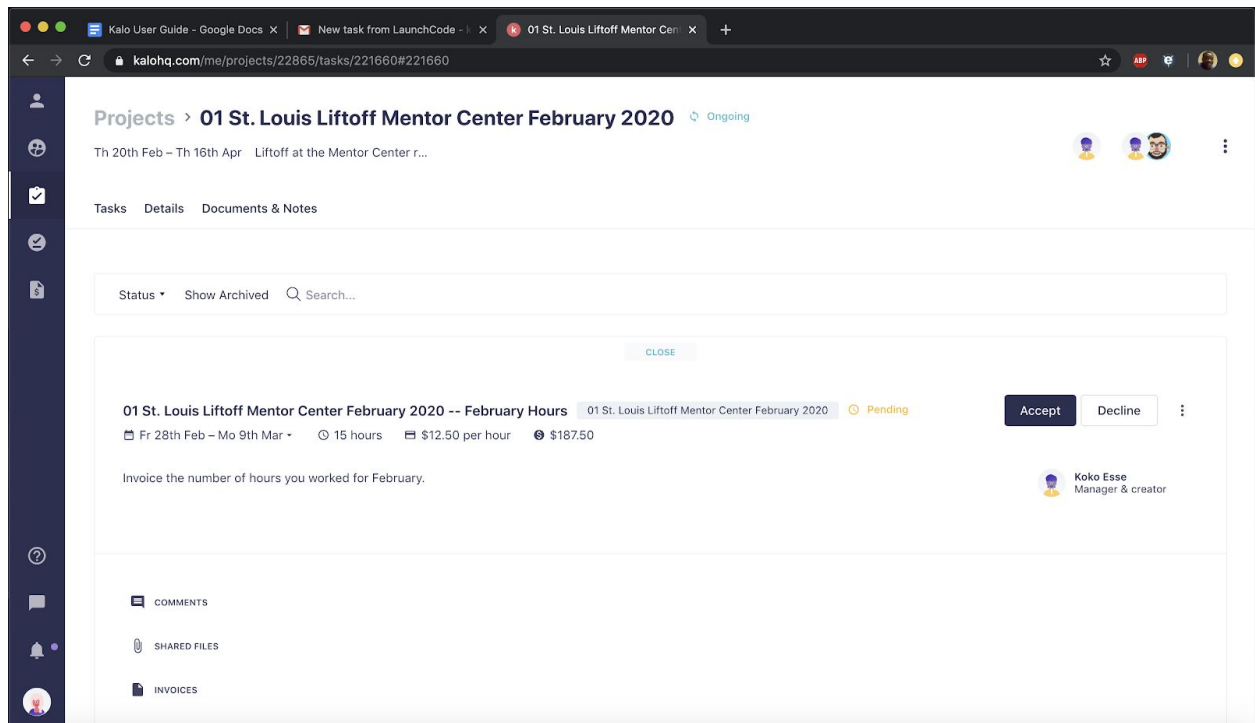 Kalo User Guide - Google Docs
New task from LaunchCode -
01 St. Louis Liftoff Mentor Cen
kalohq.com/me/projects/22865/tasks/221660#221660
ABP
Projects > 01 St. Louis Liftoff Mentor Center February 2020 Ongoing
Th 20th Feb – Th 16th Apr Liftoff at the Mentor Center r...
Tasks Details Documents & Notes
Status Show Archived Search...
CLOSE
01 St. Louis Liftoff Mentor Center February 2020 -- February Hours 01 St. Louis Liftoff Mentor Center February 2020 Pending Accept Decline
Fr 28th Feb – Mo 9th Mar 15 hours $12.50 per hour $187.50
Invoice the number of hours you worked for February.
Koko Esse
Manager & creator
COMMENTS
SHARED FILES
INVOICES